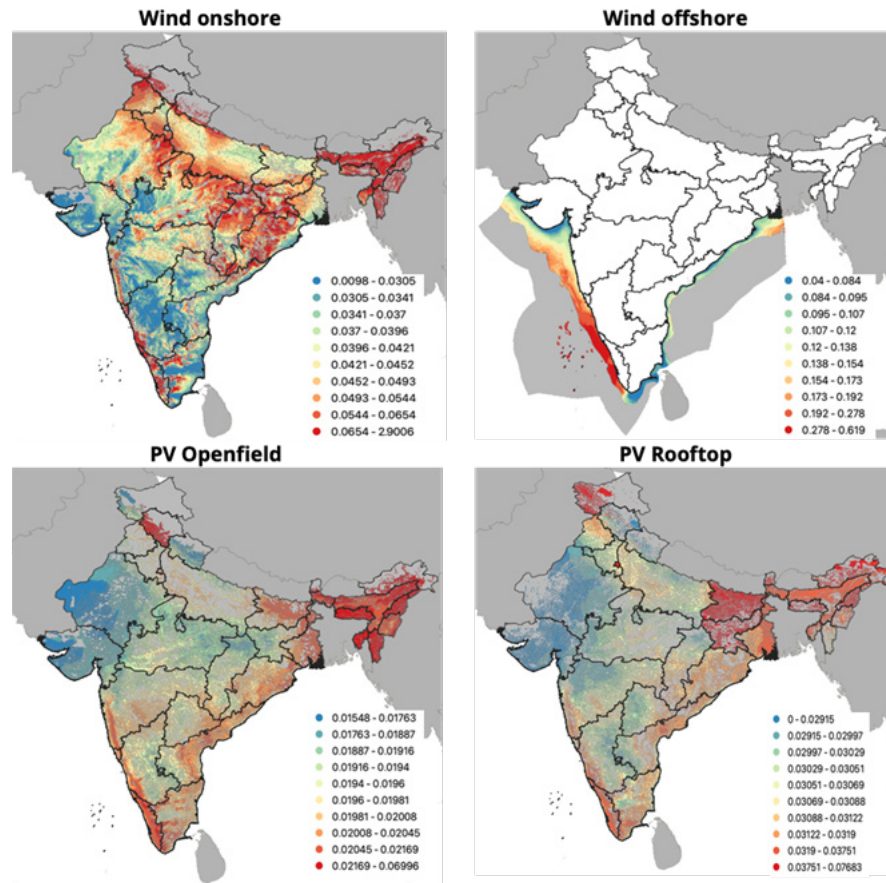 Wind onshore
0.0098 - 0.0305
0.0305 - 0.0341
0.0341 - 0.037
0.037 - 0.0396
0.0396 - 0.0421
0.0421 - 0.0452
0.0452 - 0.0493
0.0493 - 0.0544
0.0544 - 0.0654
0.0654 - 2.9006
Wind offshore
0.04 - 0.084
0.084 - 0.095
0.095 - 0.107
0.107 - 0.12
0.12 - 0.138
0.138 - 0.154
0.154 - 0.173
0.173 - 0.192
0.192 - 0.278
0.278 - 0.619
PV Openfield
0.01548 - 0.01763
0.01763 - 0.01887
0.01887 - 0.01916
0.01916 - 0.0194
0.0194 - 0.0196
0.0196 - 0.01981
0.01981 - 0.02008
0.02008 - 0.02045
0.02045 - 0.02169
0.02169 - 0.06996
PV Rooftop
0 - 0.02915
0.02915 - 0.02997
0.02997 - 0.03029
0.03029 - 0.03051
0.03051 - 0.03069
0.03069 - 0.03088
0.03088 - 0.03122
0.03122 - 0.0319
0.0319 - 0.03751
0.03751 - 0.07683